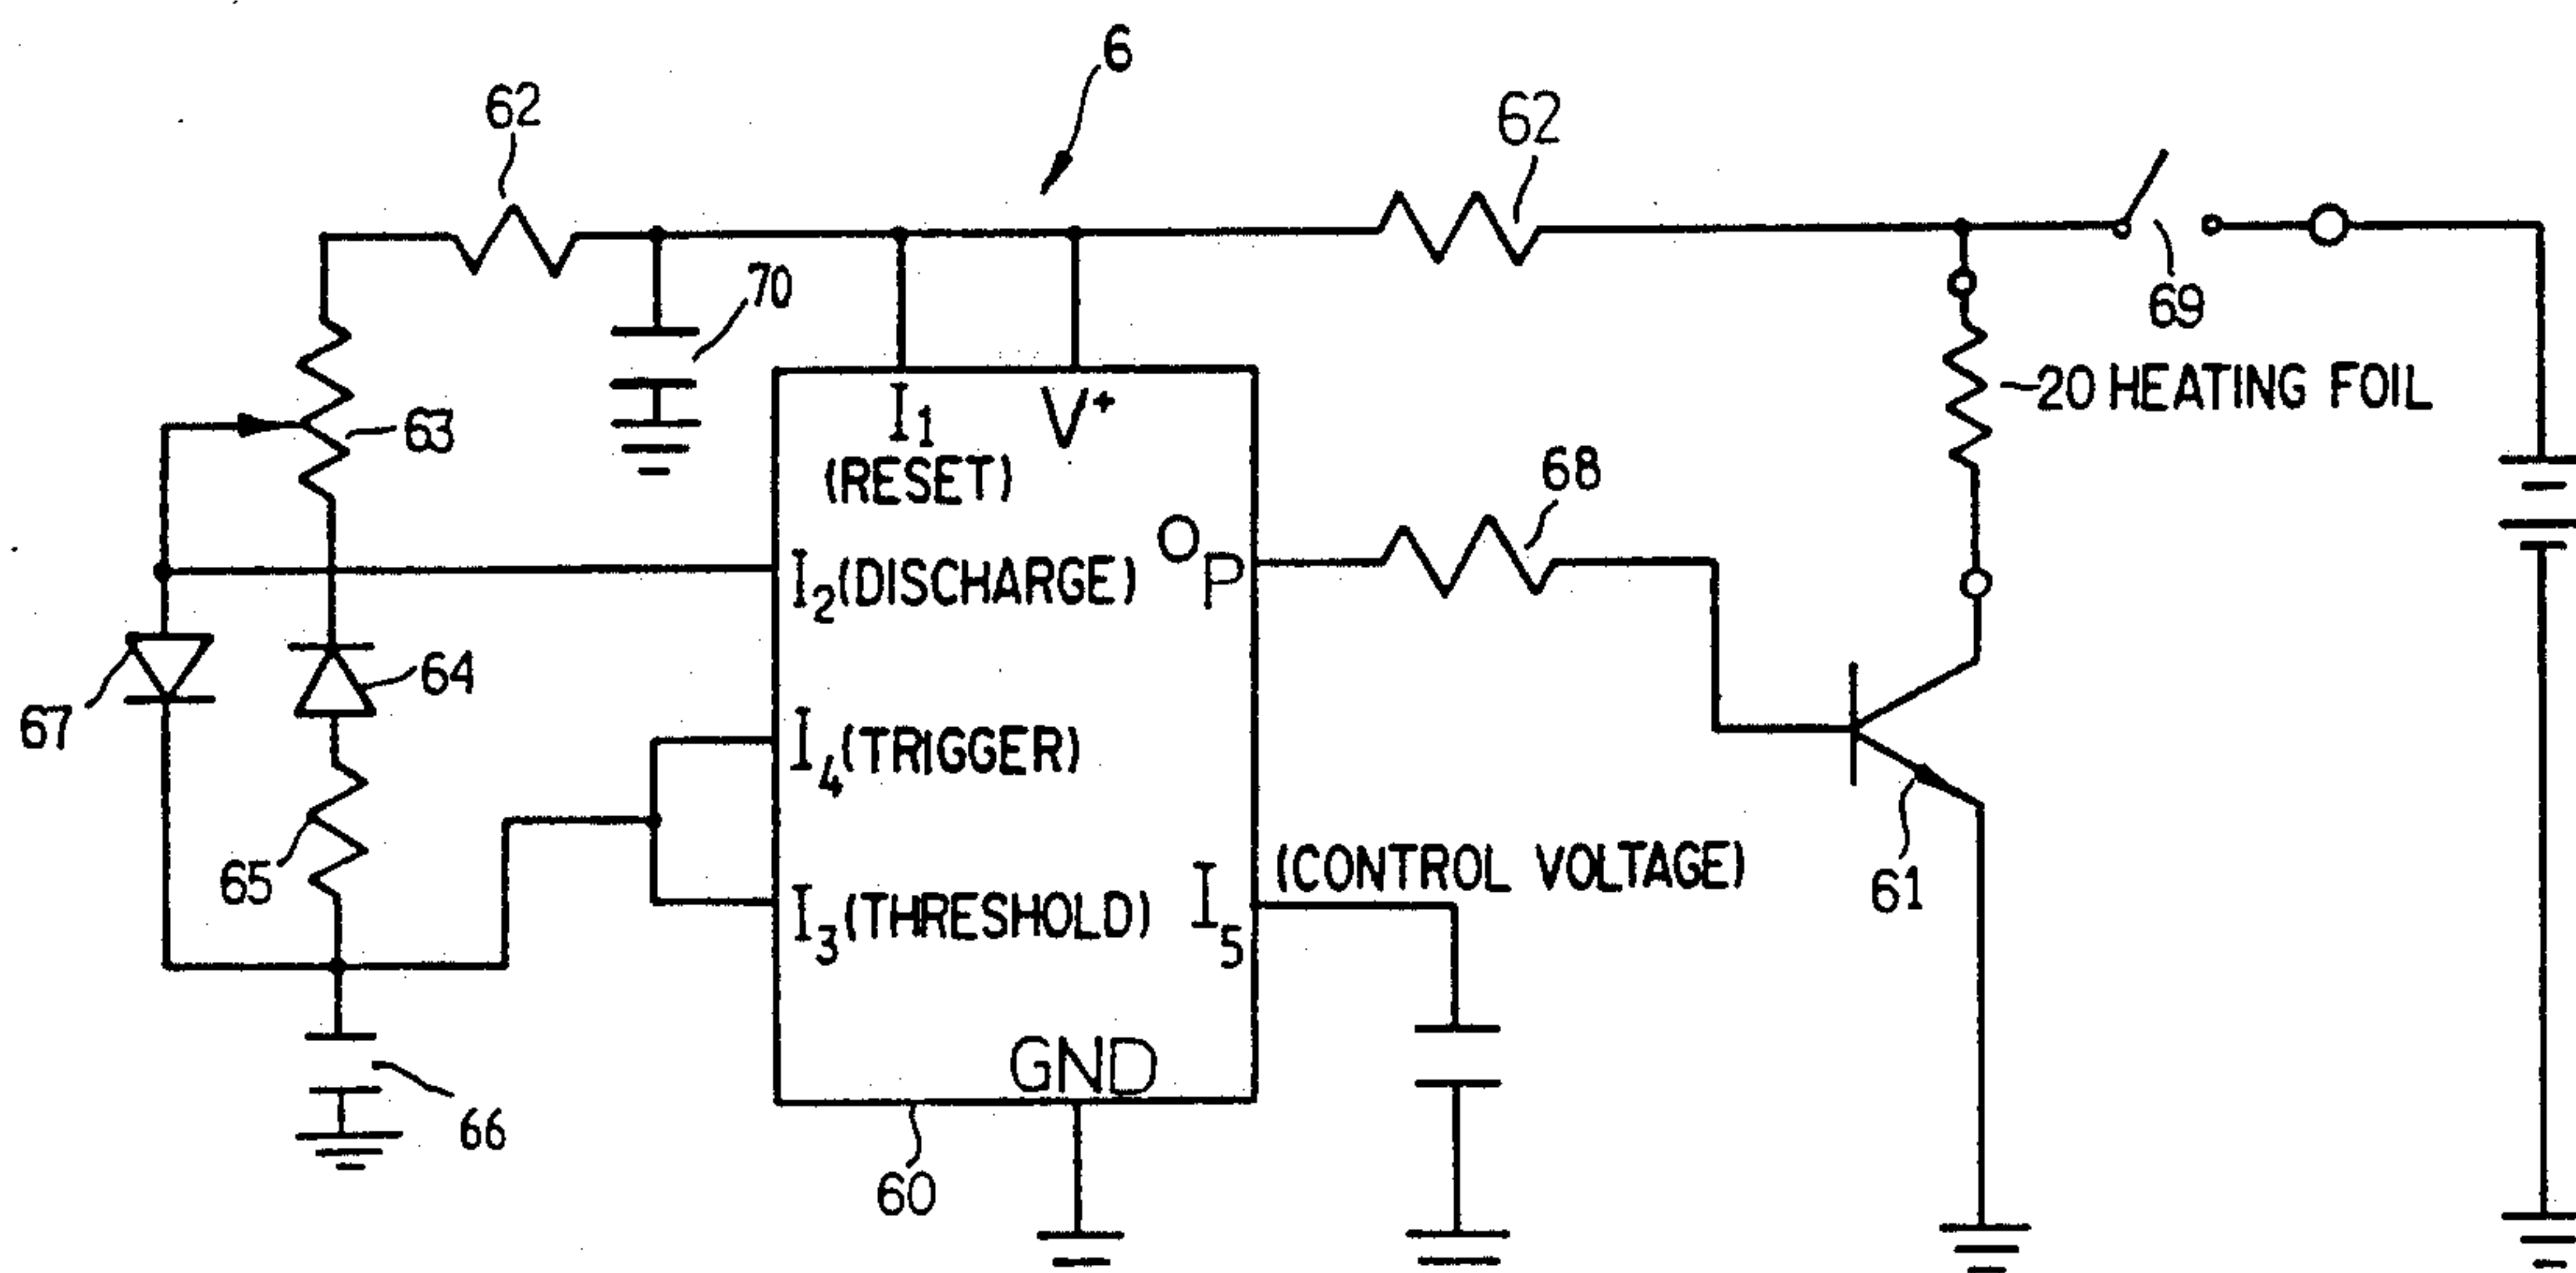 6
62
62
70
69
I1
V+
(RESET)
63
20 HEATING FOIL
68
OP
I2 (DISCHARGE)
67
64
I4 (TRIGGER)
65
I3 (THRESHOLD)
I5
(CONTROL VOLTAGE)
61
GND
66
60